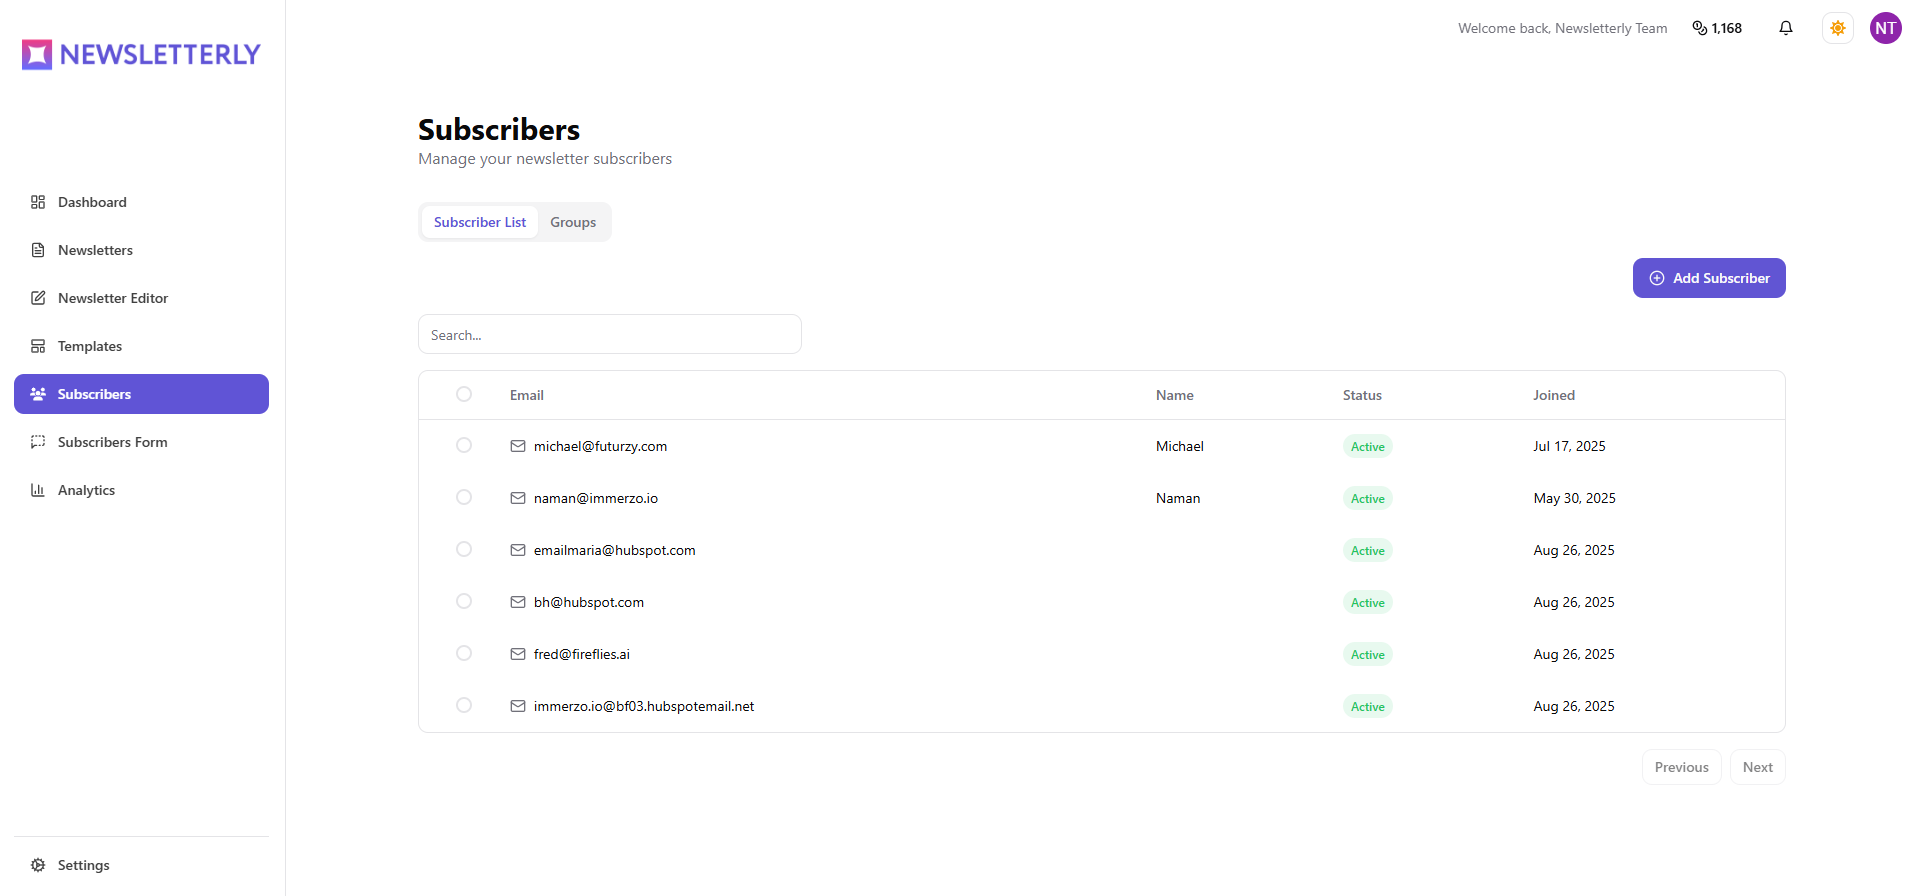 NEWSLETTERLY
Welcome back, Newsletterly Team
1,168
NT
Dashboard
Newsletters
Newsletter Editor
Templates
Subscribers
Subscribers Form
Analytics
Settings
Subscribers
Manage your newsletter subscribers
Subscriber List Groups
Add Subscriber
Search...
Email Name Status Joined
michael@futurzy.com Michael Active Jul 17, 2025
naman@immerzo.io Naman Active May 30, 2025
emailmaria@hubspot.com Active Aug 26, 2025
bh@hubspot.com Active Aug 26, 2025
fred@fireflies.ai Active Aug 26, 2025
immerzo.io@bf03.hubspotemail.net Active Aug 26, 2025
Previous Next